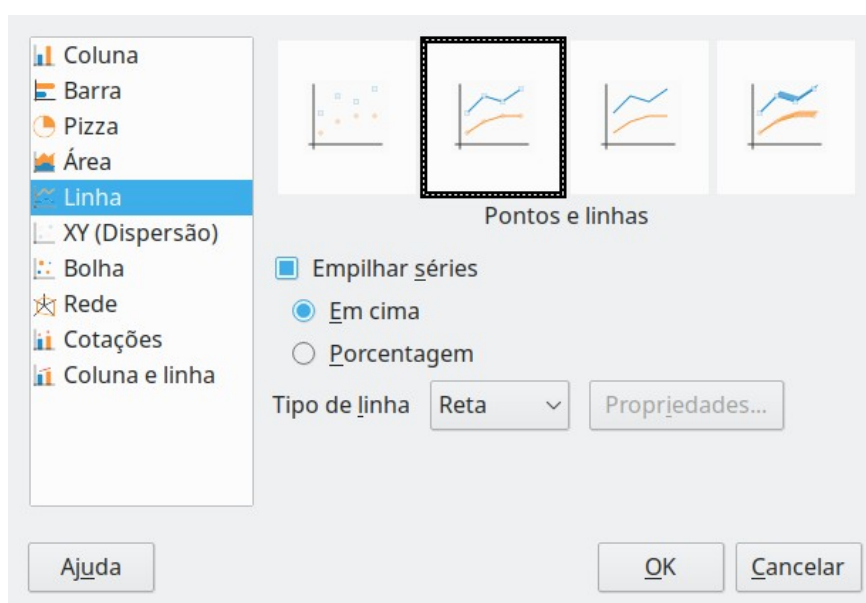 Coluna
Barra
Pizza
Área
Linha
XY (Dispersão)
Bolha
Rede
Cotações
Coluna e linha
Pontos e linhas
Empilhar séries
Em cima
Porcentagem
Tipo de linha Reta Propriedades...
Ajuda OK Cancelar